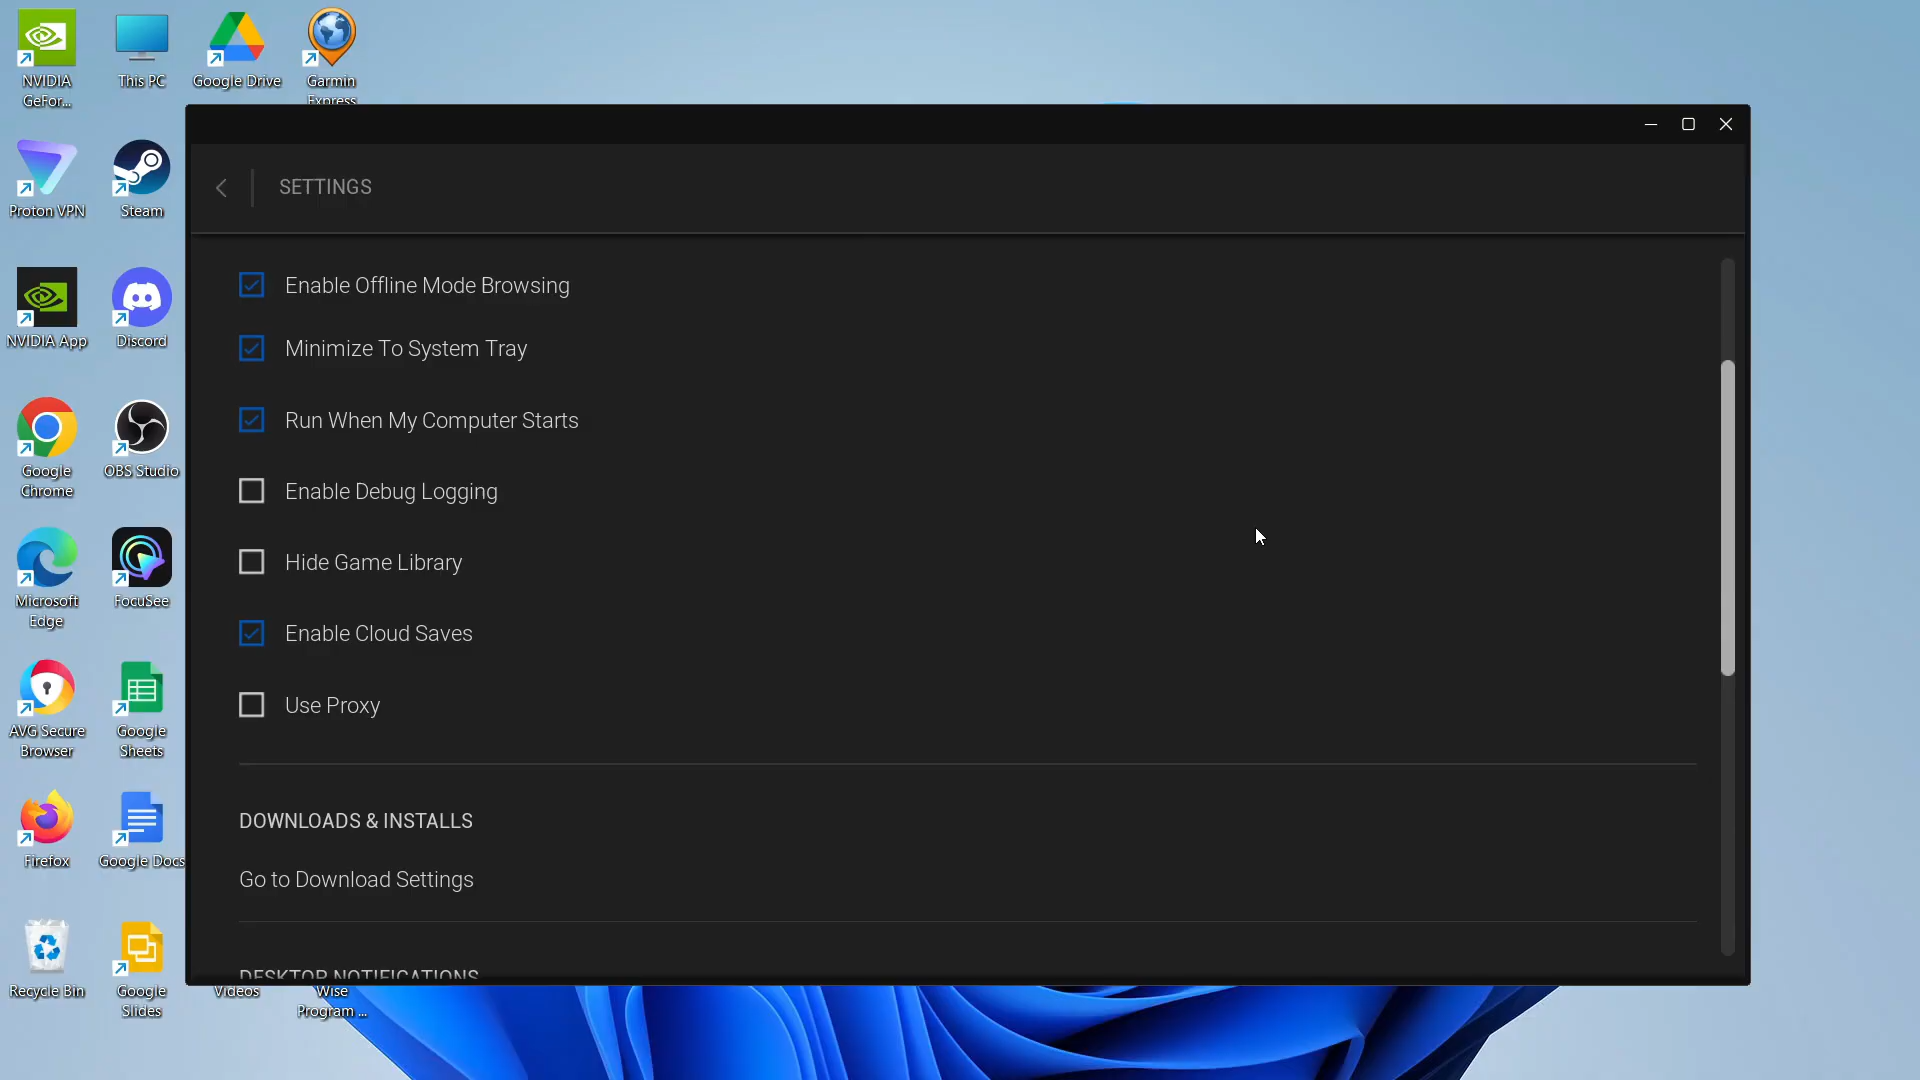 NVIDIA
GeFor...
This PC
Google Drive
Garmin
Express
Proton VPN
Steam
NVIDIA App
Discord
Google
Chrome
OBS Studio
Microsoft
Edge
FocuSee
AVG Secure
Browser
Google
Sheets
Firefox
Google Docs
Recycle Bin
Google
Slides
Videos
Wise
Program ...
SETTINGS
Enable Offline Mode Browsing
Minimize To System Tray
Run When My Computer Starts
Enable Debug Logging
Hide Game Library
Enable Cloud Saves
Use Proxy
DOWNLOADS & INSTALLS
Go to Download Settings
DESKTOP NOTIFICATIONS